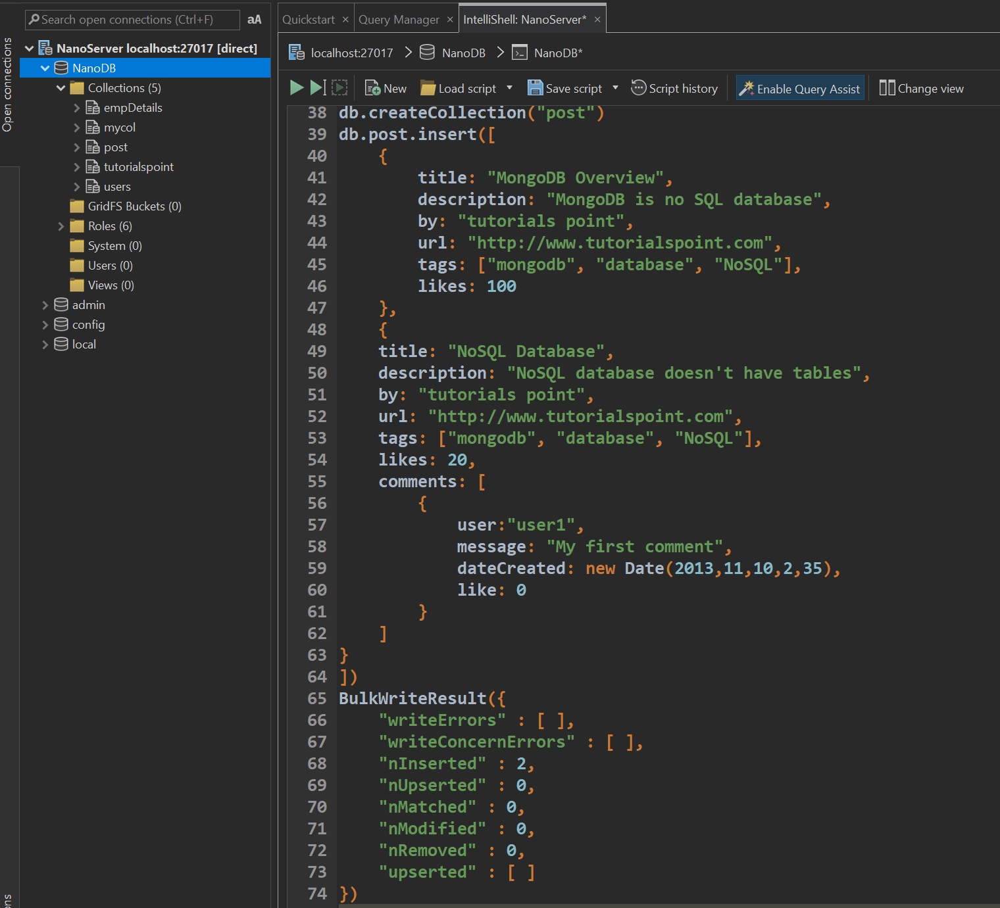 Search open connections (Ctrl+F)
aA
Open connections
NanoServer localhost:27017 [direct]
NanoDB
Collections (5)
empDetails
mycol
post
tutorialspoint
users
GridFS Buckets (0)
Roles (6)
System (0)
Users (0)
Views (0)
admin
config
local
Quickstart × Query Manager × IntelliShell: NanoServer* ×
localhost:27017 > NanoDB > NanoDB*
New Load script Save script Script history Enable Query Assist Change view
38 db.createCollection("post")
39 db.post.insert([
40 {
41 title: "MongoDB Overview",
42 description: "MongoDB is no SQL database",
43 by: "tutorials point",
44 url: "http://www.tutorialspoint.com",
45 tags: ["mongodb", "database", "NoSQL"],
46 likes: 100
47 },
48 {
49 title: "NoSQL Database",
50 description: "NoSQL database doesn't have tables",
51 by: "tutorials point",
52 url: "http://www.tutorialspoint.com",
53 tags: ["mongodb", "database", "NoSQL"],
54 likes: 20,
55 comments: [
56 {
57 user:"user1",
58 message: "My first comment",
59 dateCreated: new Date(2013,11,10,2,35),
60 like: 0
61 }
62 ]
63 }
64 ])
65 BulkWriteResult({
66 "writeErrors" : [ ],
67 "writeConcernErrors" : [ ],
68 "nInserted" : 2,
69 "nUpserted" : 0,
70 "nMatched" : 0,
71 "nModified" : 0,
72 "nRemoved" : 0,
73 "upserted" : [ ]
74 })